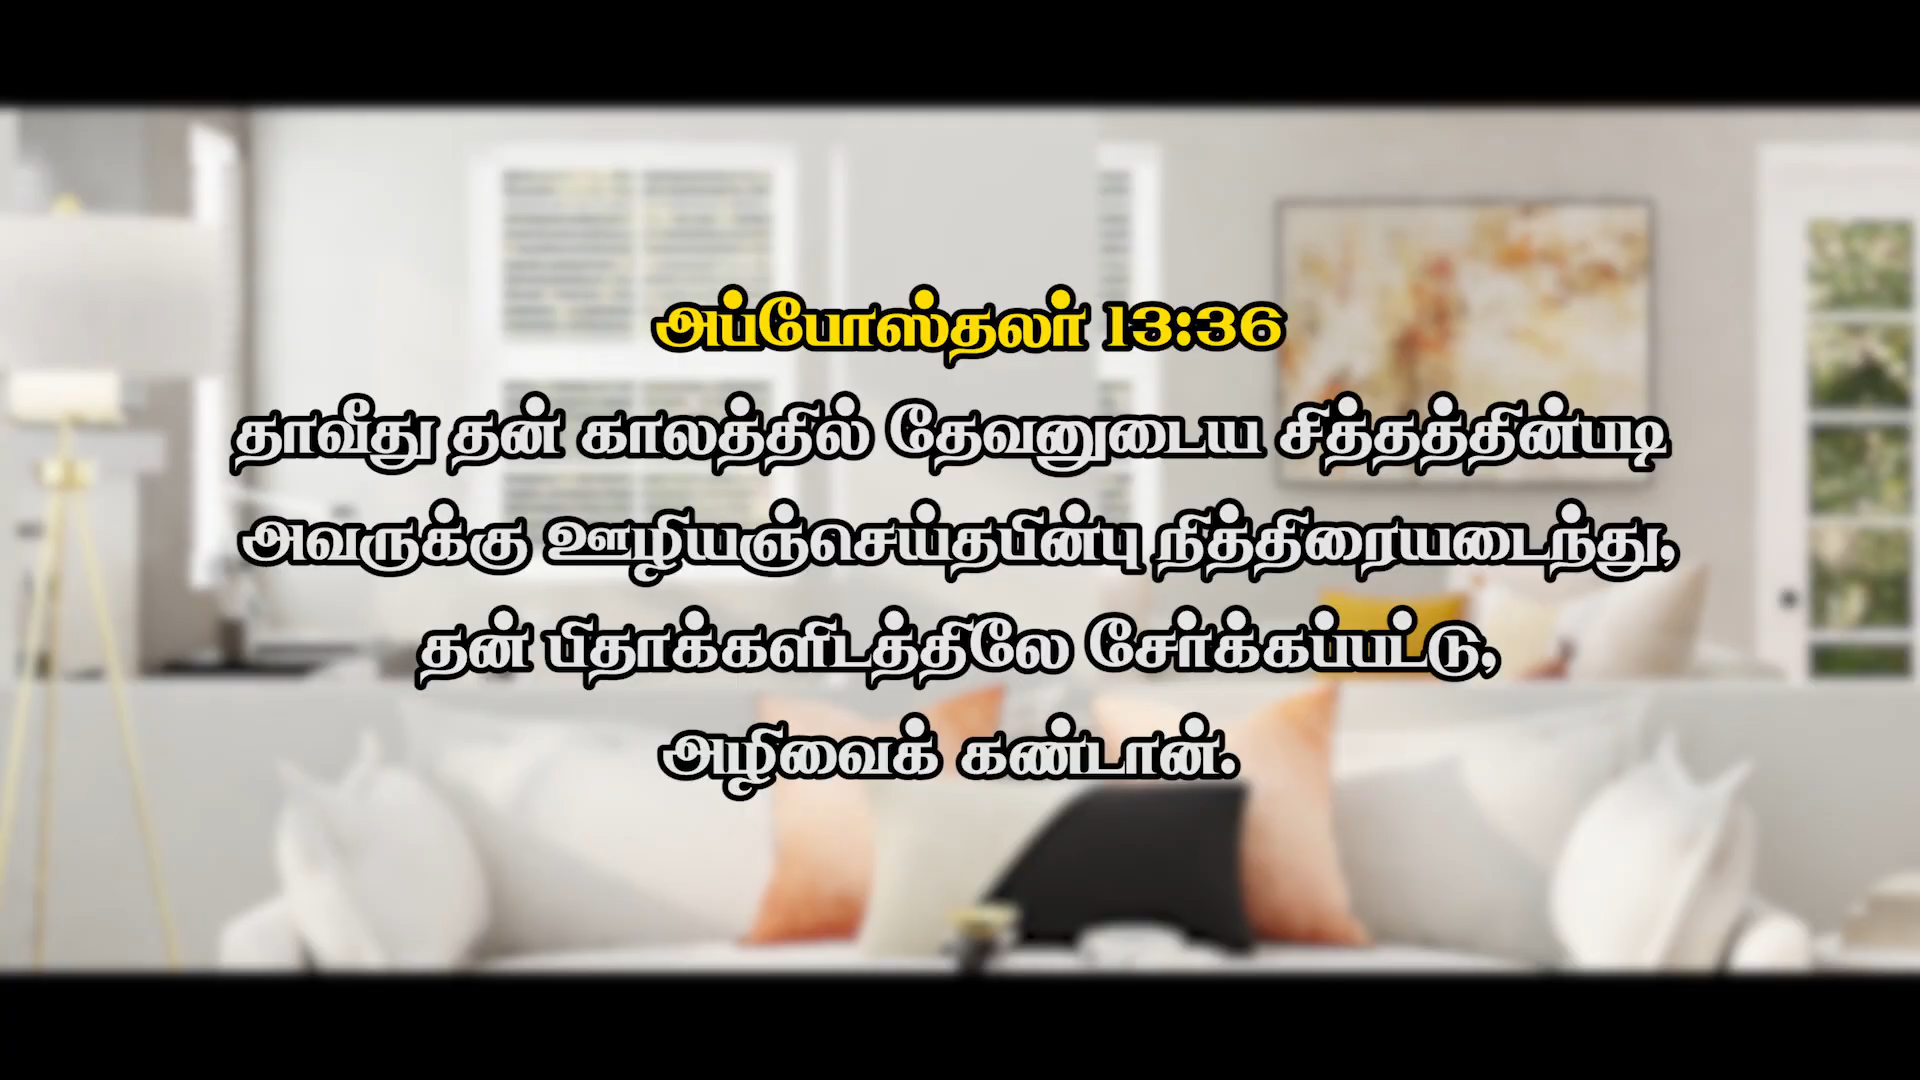 அப்போஸ்தலர் 13:36
தாவீது தன் காலத்தில் தேவனுடைய சித்தத்தின்படி
அவருக்கு ஊழியஞ்செய்தபின்பு நித்திரையடைந்து,
தன் பிதாக்களிடத்திலே சேர்க்கப்பட்டு,
அழிவைக் கண்டான்.